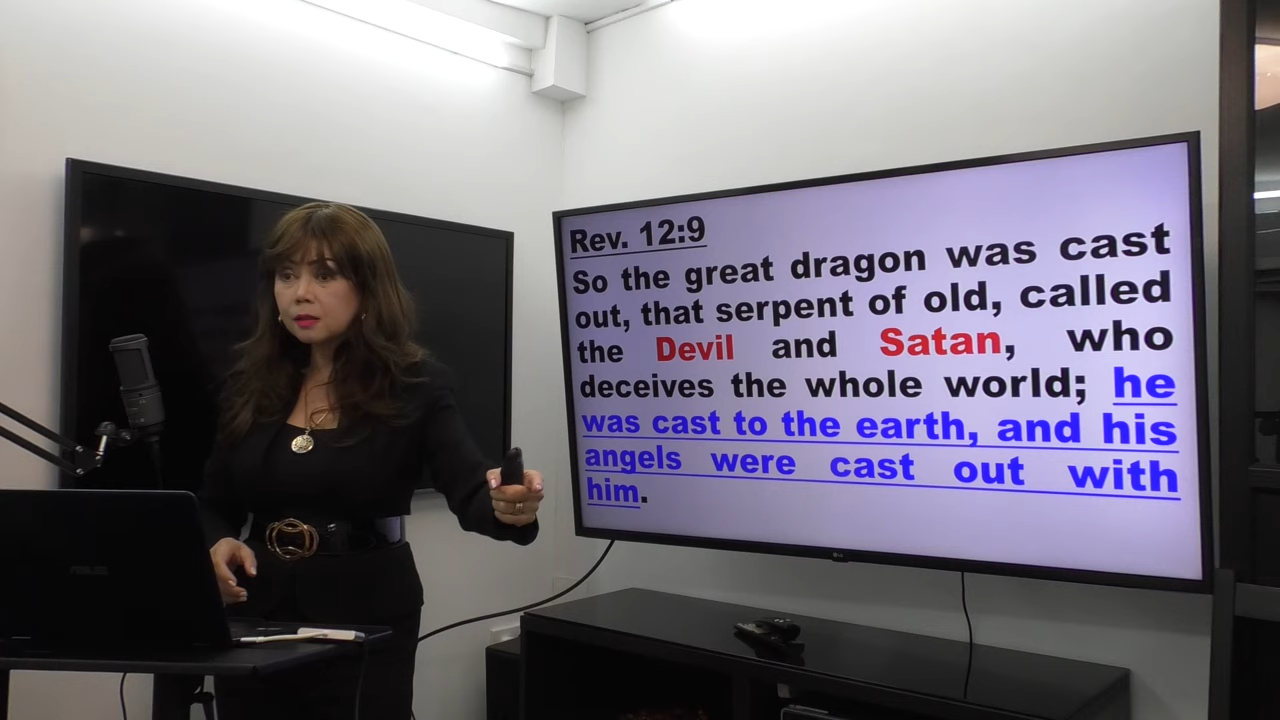 Rev. 12:9
So the great dragon was cast
out, that serpent of old, called
the Devil and Satan, who
deceives the whole world; he
was cast to the earth, and his
angels were cast out with
him.
LG
ASUS